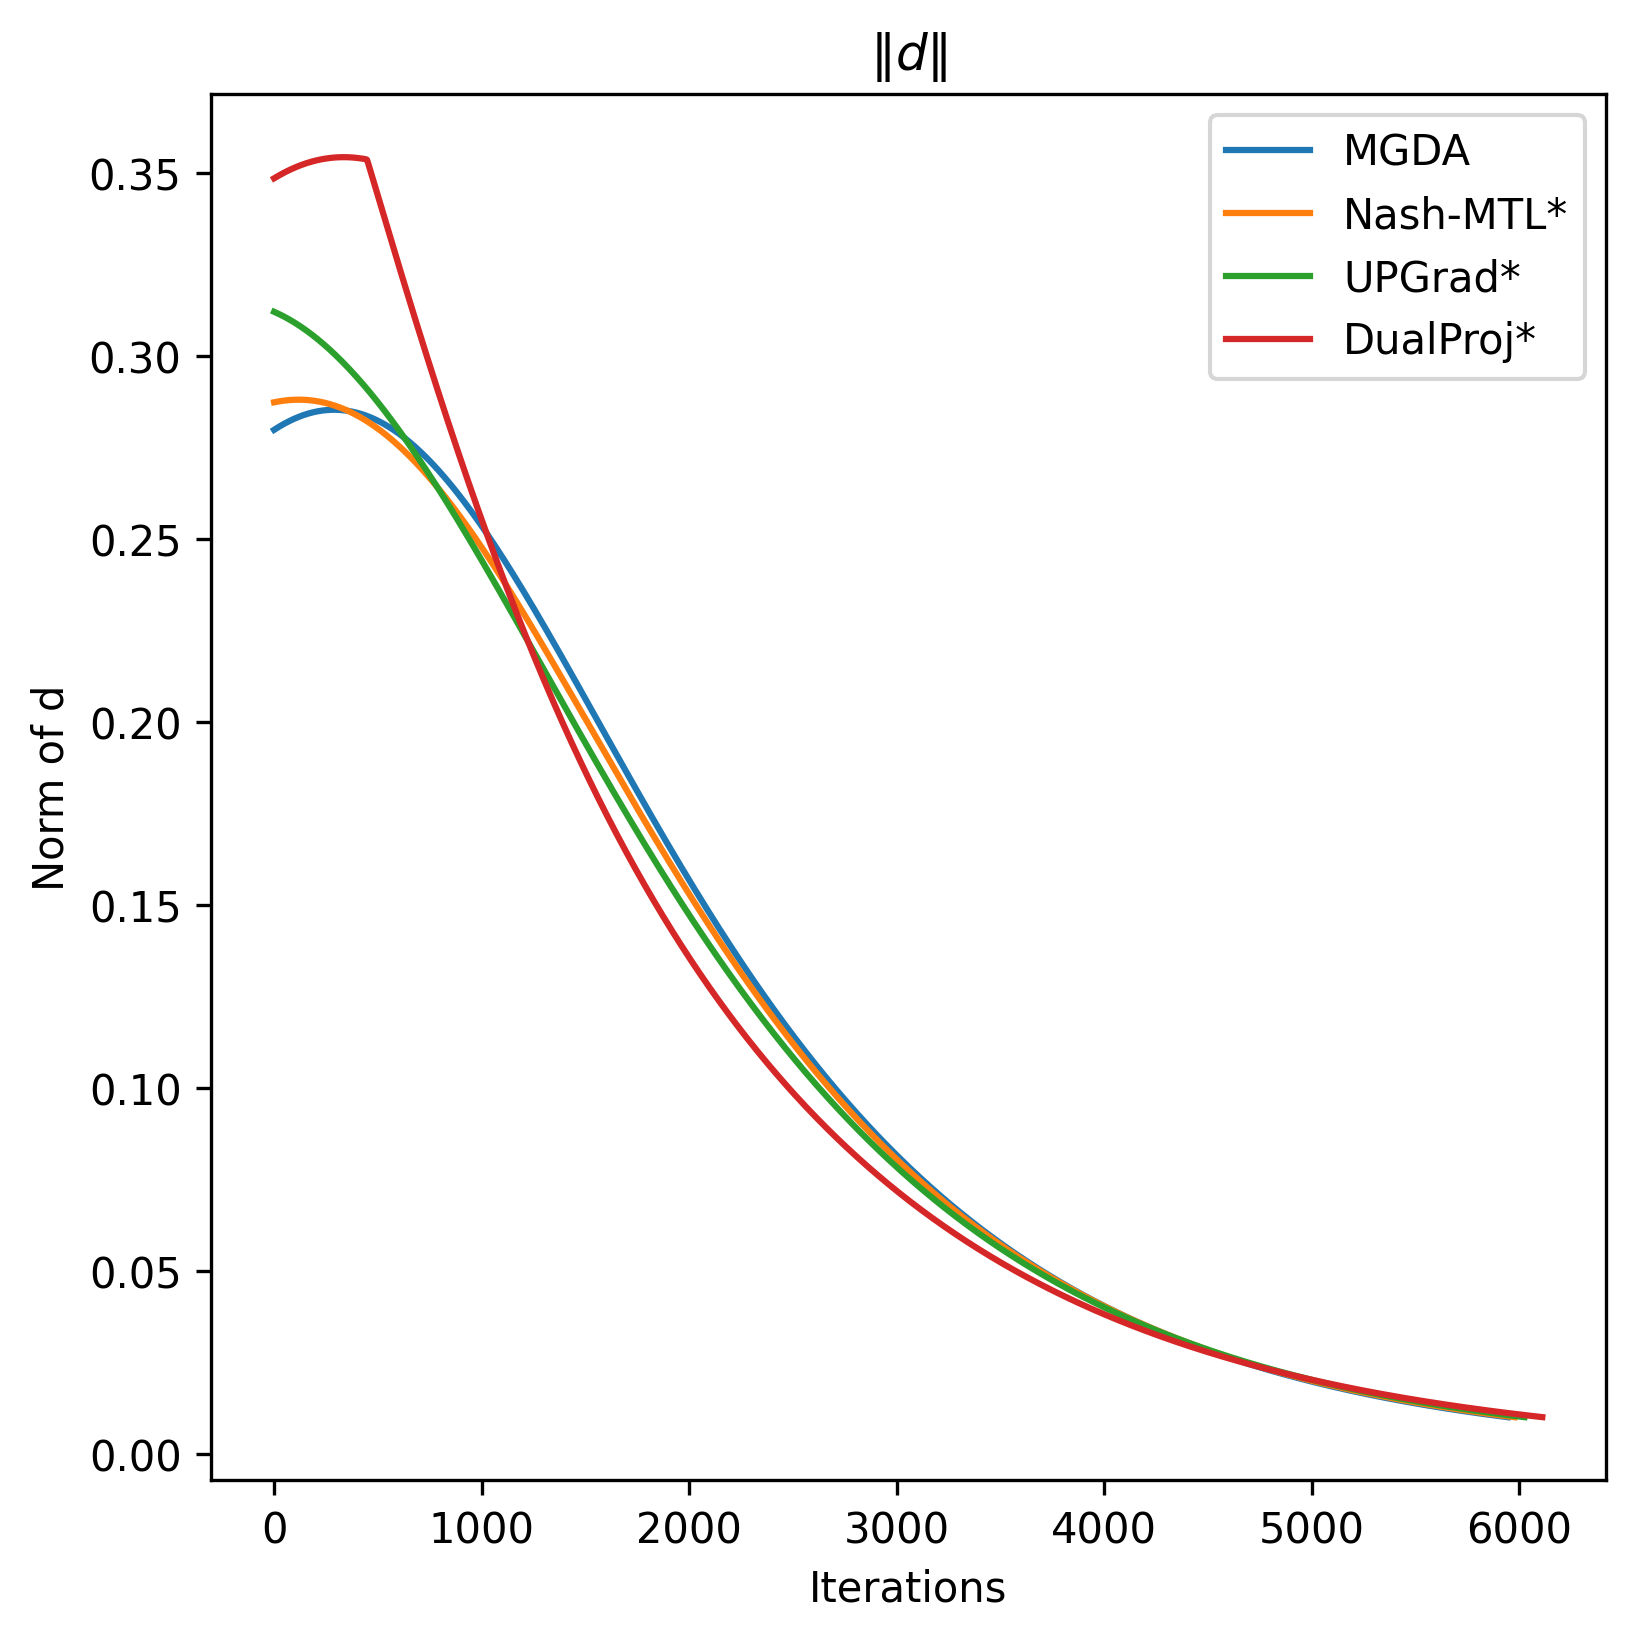 ‖d‖
Norm of d
0.35
0.30
0.25
0.20
0.15
0.10
0.05
0.00
MGDA
Nash-MTL*
UPGrad*
DualProj*
0 1000 2000 3000 4000 5000 6000
Iterations